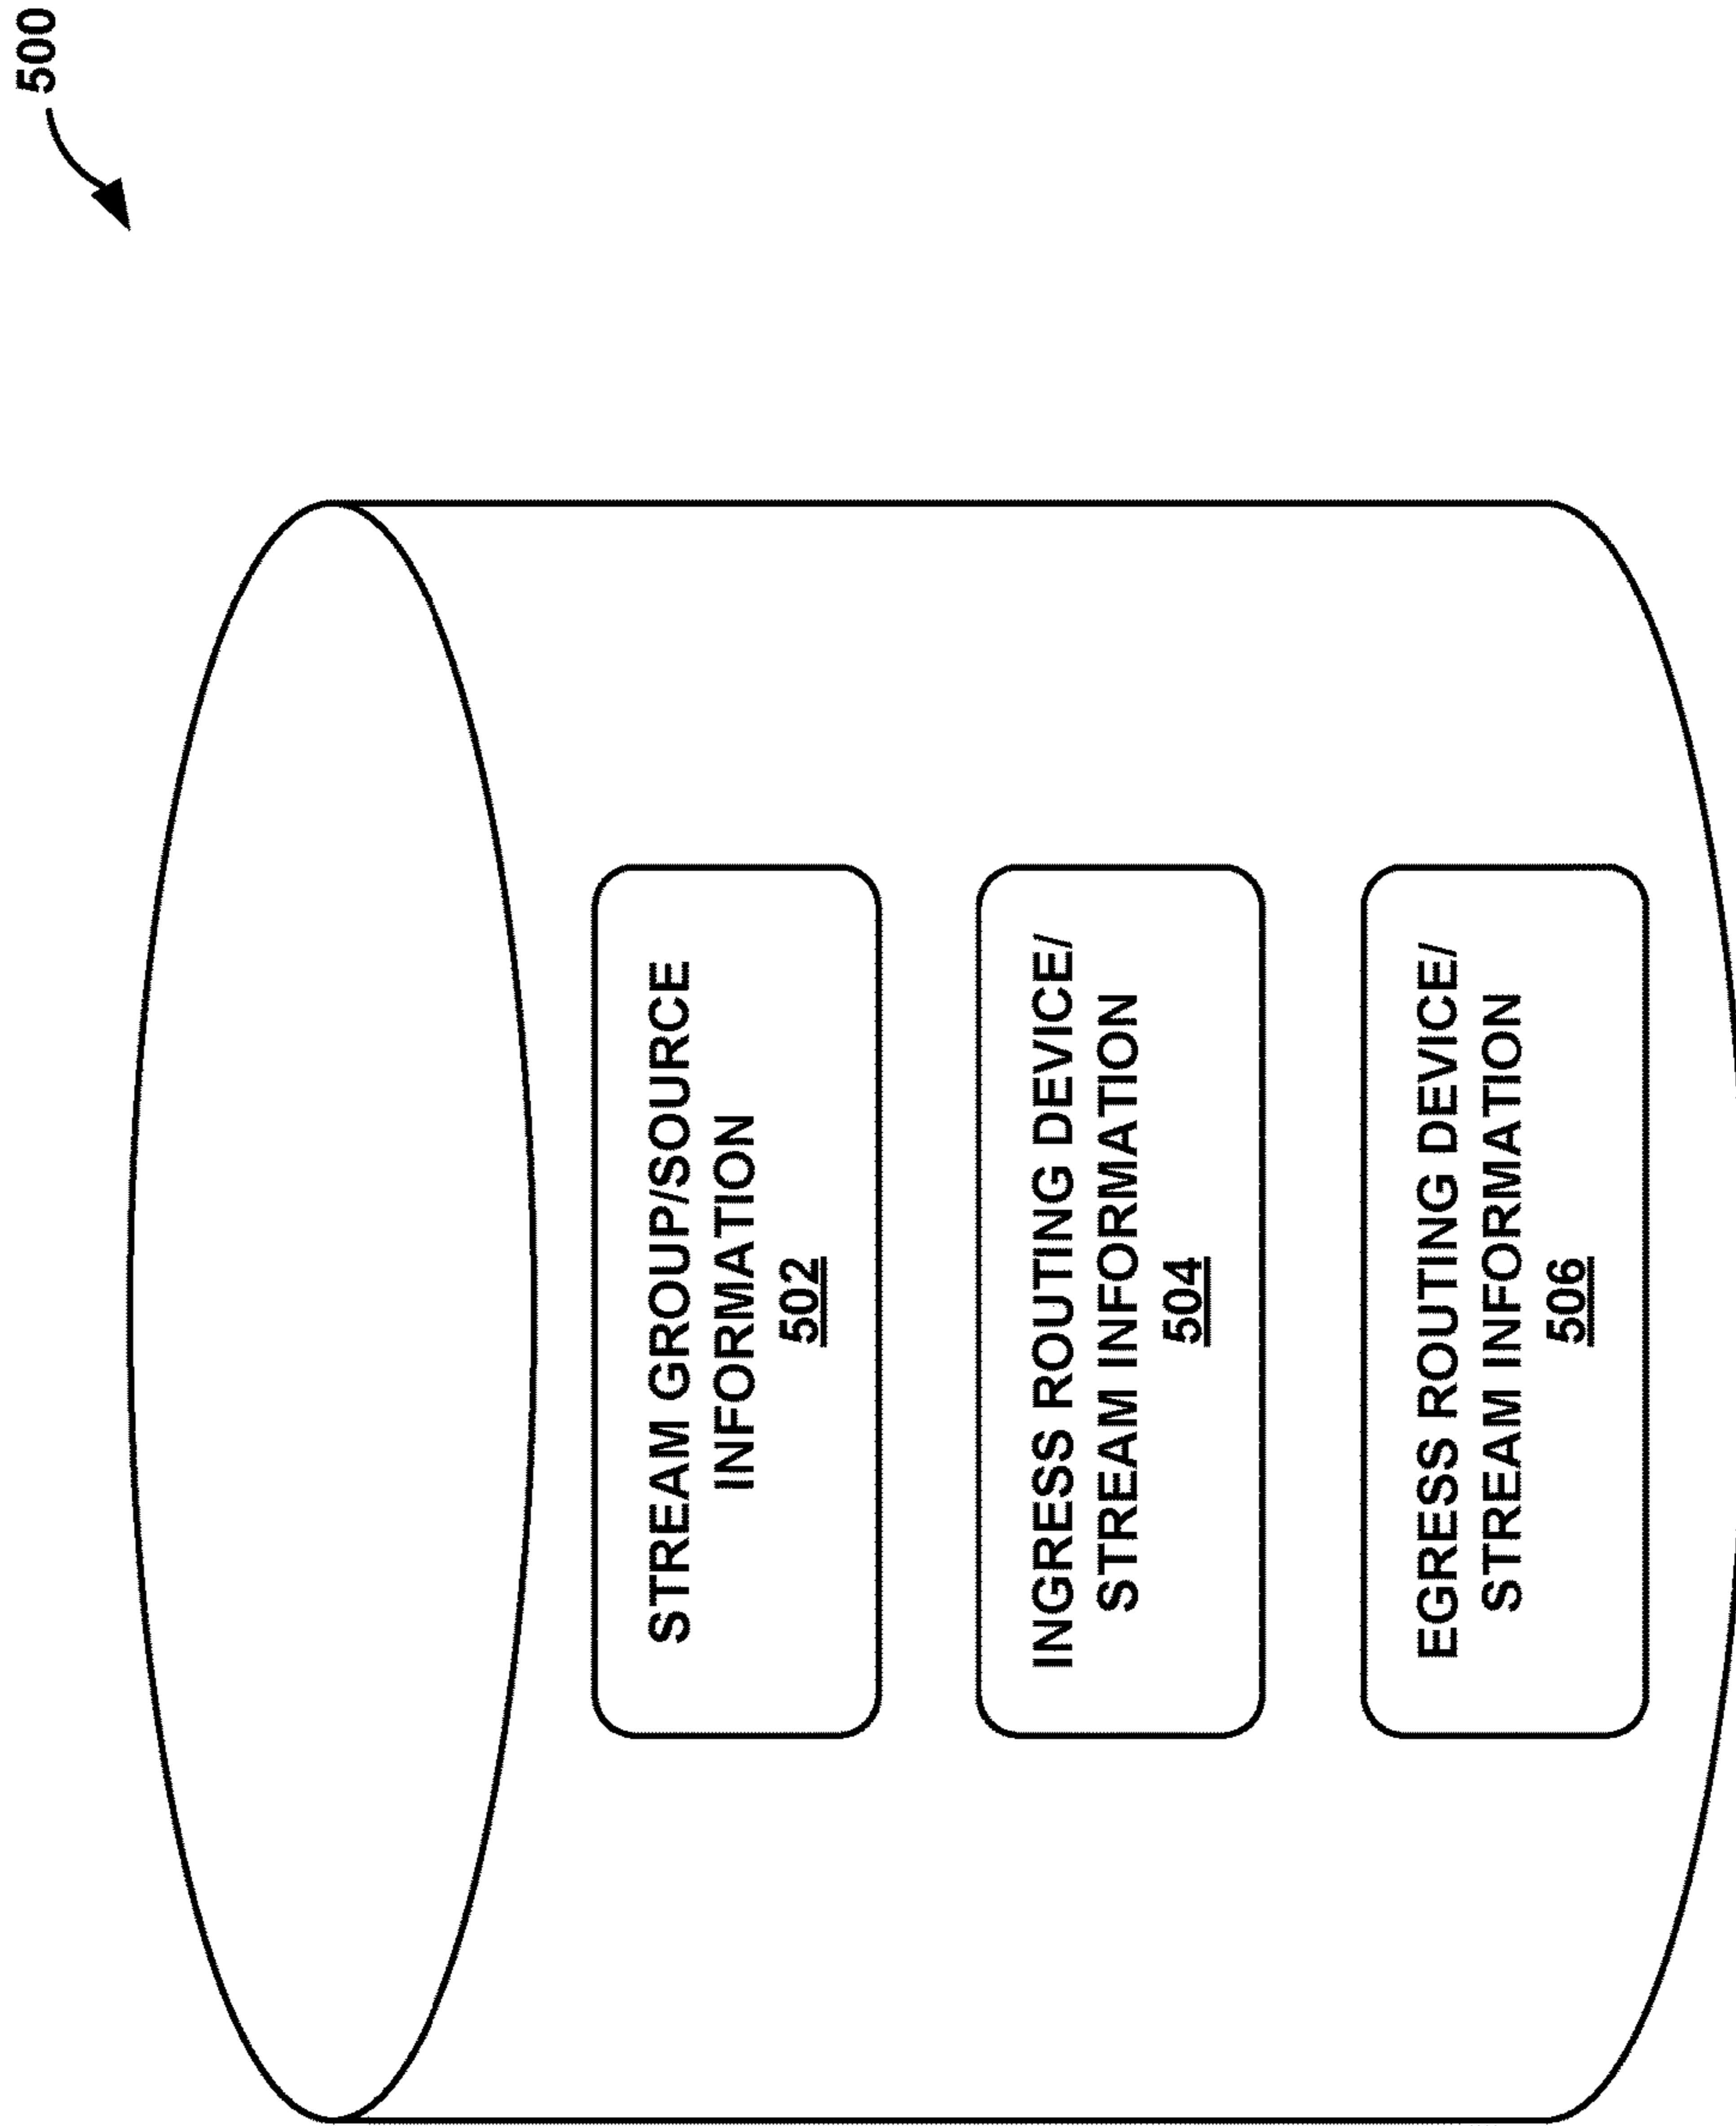 500
STREAM GROUP/SOURCE
INFORMATION
502
INGRESS ROUTING DEVICE/
STREAM INFORMATION
504
EGRESS ROUTING DEVICE/
STREAM INFORMATION
506